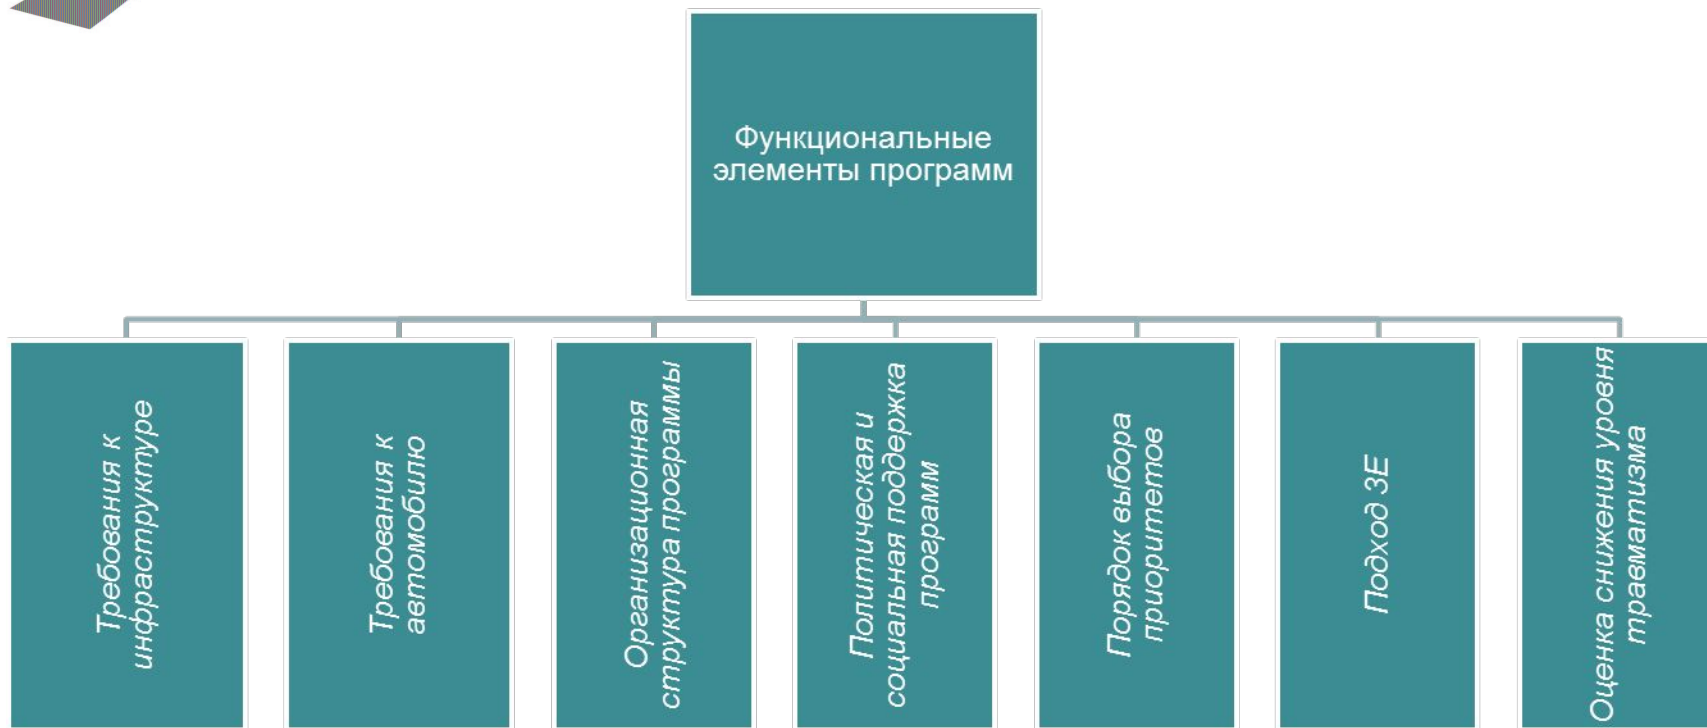 Функциональные
элементы программ
Требования к
инфраструктуре
Требования к
автомобилю
Организационная
структура программы
Политическая и
социальная поддержка
программ
Порядок выбора
приоритетов
Подход 3Е
Оценка снижения уровня
травматизма